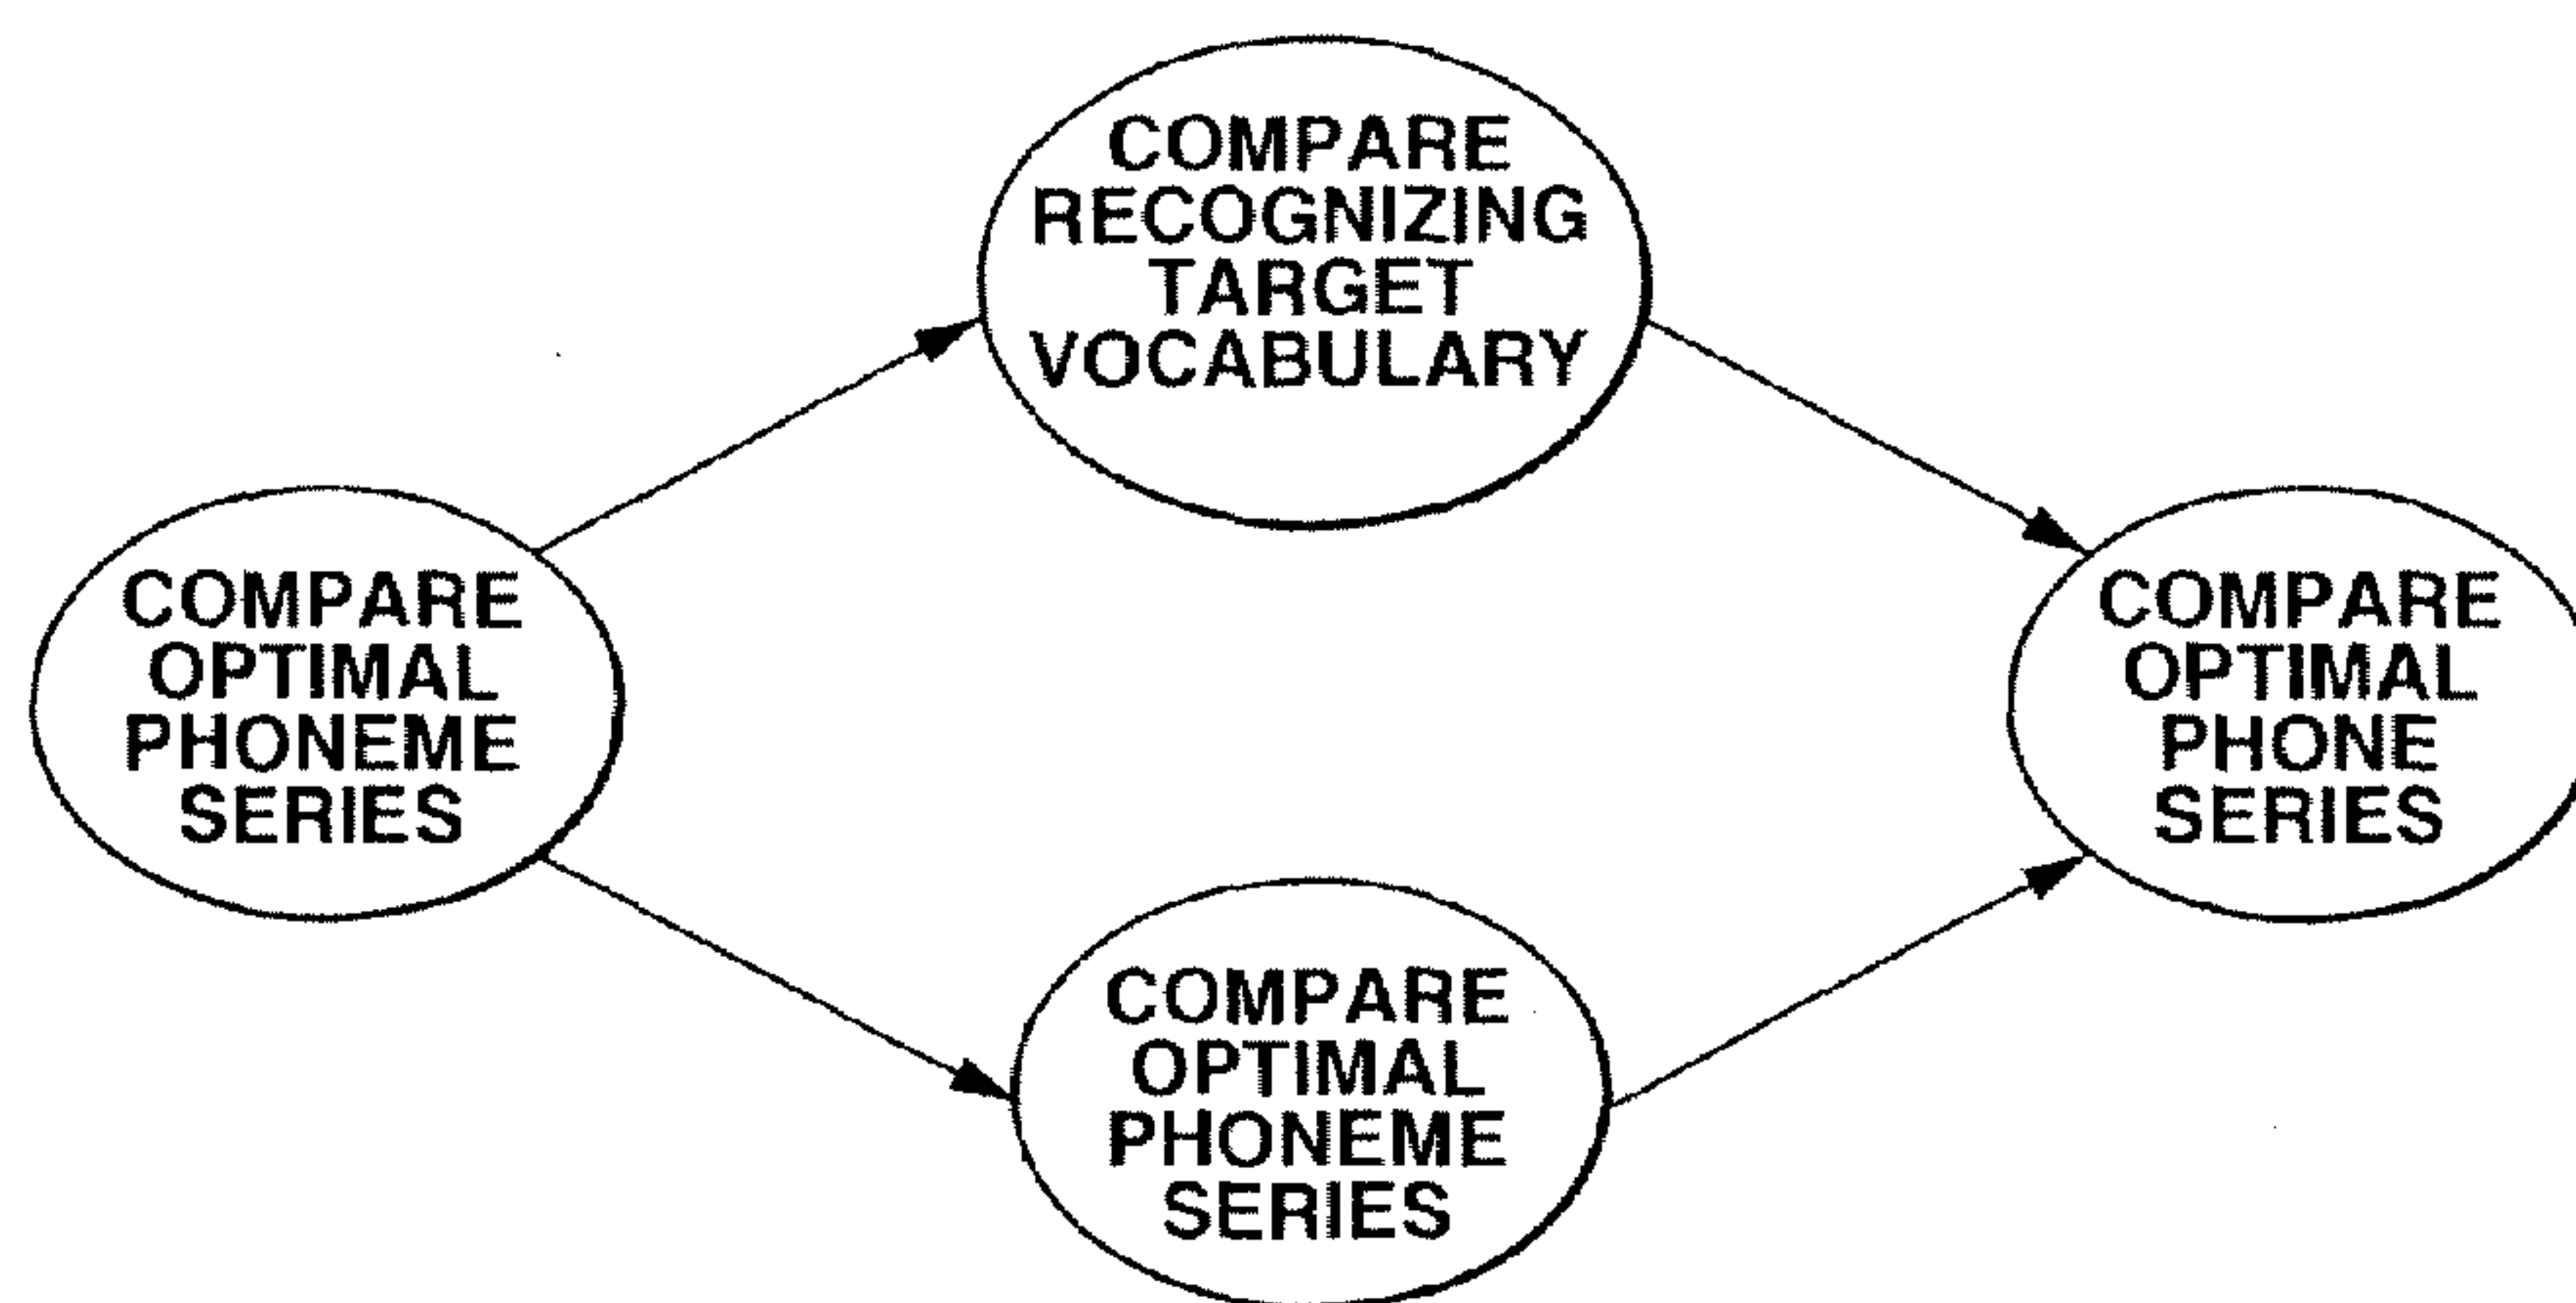 COMPARE
RECOGNIZING
TARGET
VOCABULARY
COMPARE
OPTIMAL
PHONEME
SERIES
COMPARE
OPTIMAL
PHONE
SERIES
COMPARE
OPTIMAL
PHONEME
SERIES